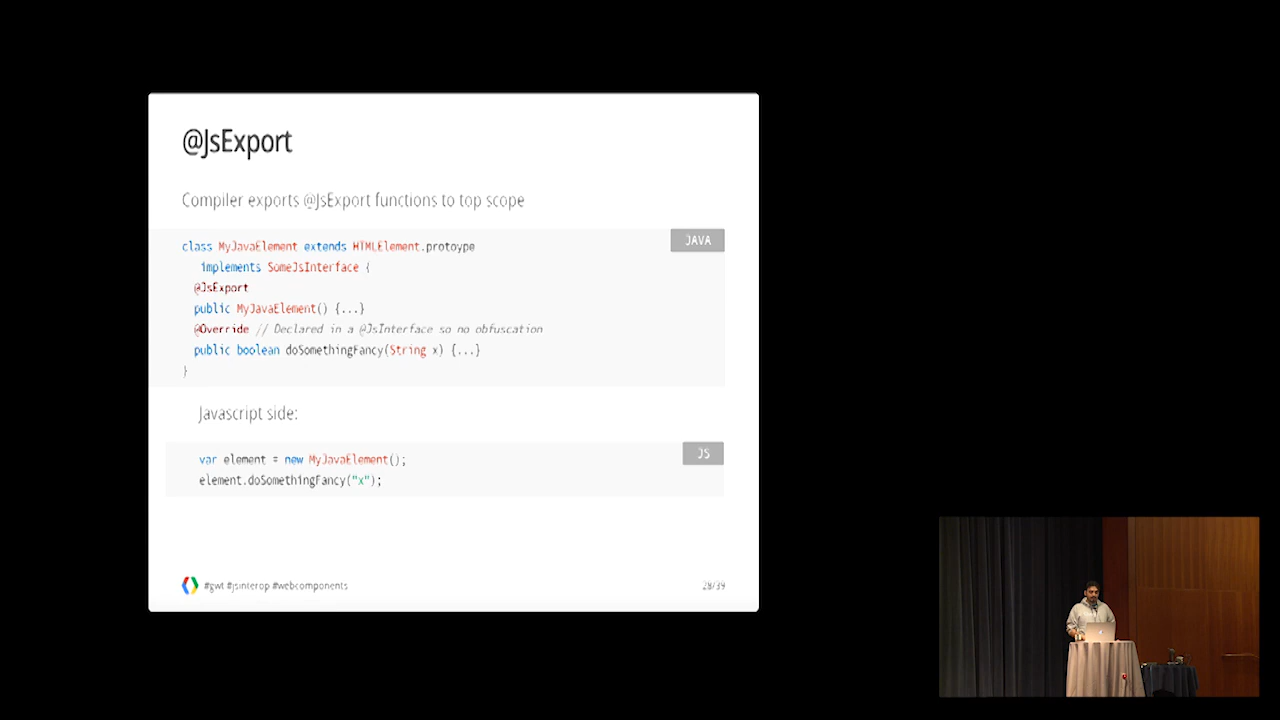 @JsExport
Compiler exports @JsExport functions to top scope
JAVA
class MyJavaElement extends HTMLElement.protoype
implements SomeJsInterface {
@JsExport
public MyJavaElement() {...}
@Override // Declared in a @JsInterface so no obfuscation
public boolean doSomethingFancy(String x) {...}
}
Javascript side:
JS
var element = new MyJavaElement();
element.doSomethingFancy("x");
#gwt #jsinterop #webcomponents
28/39